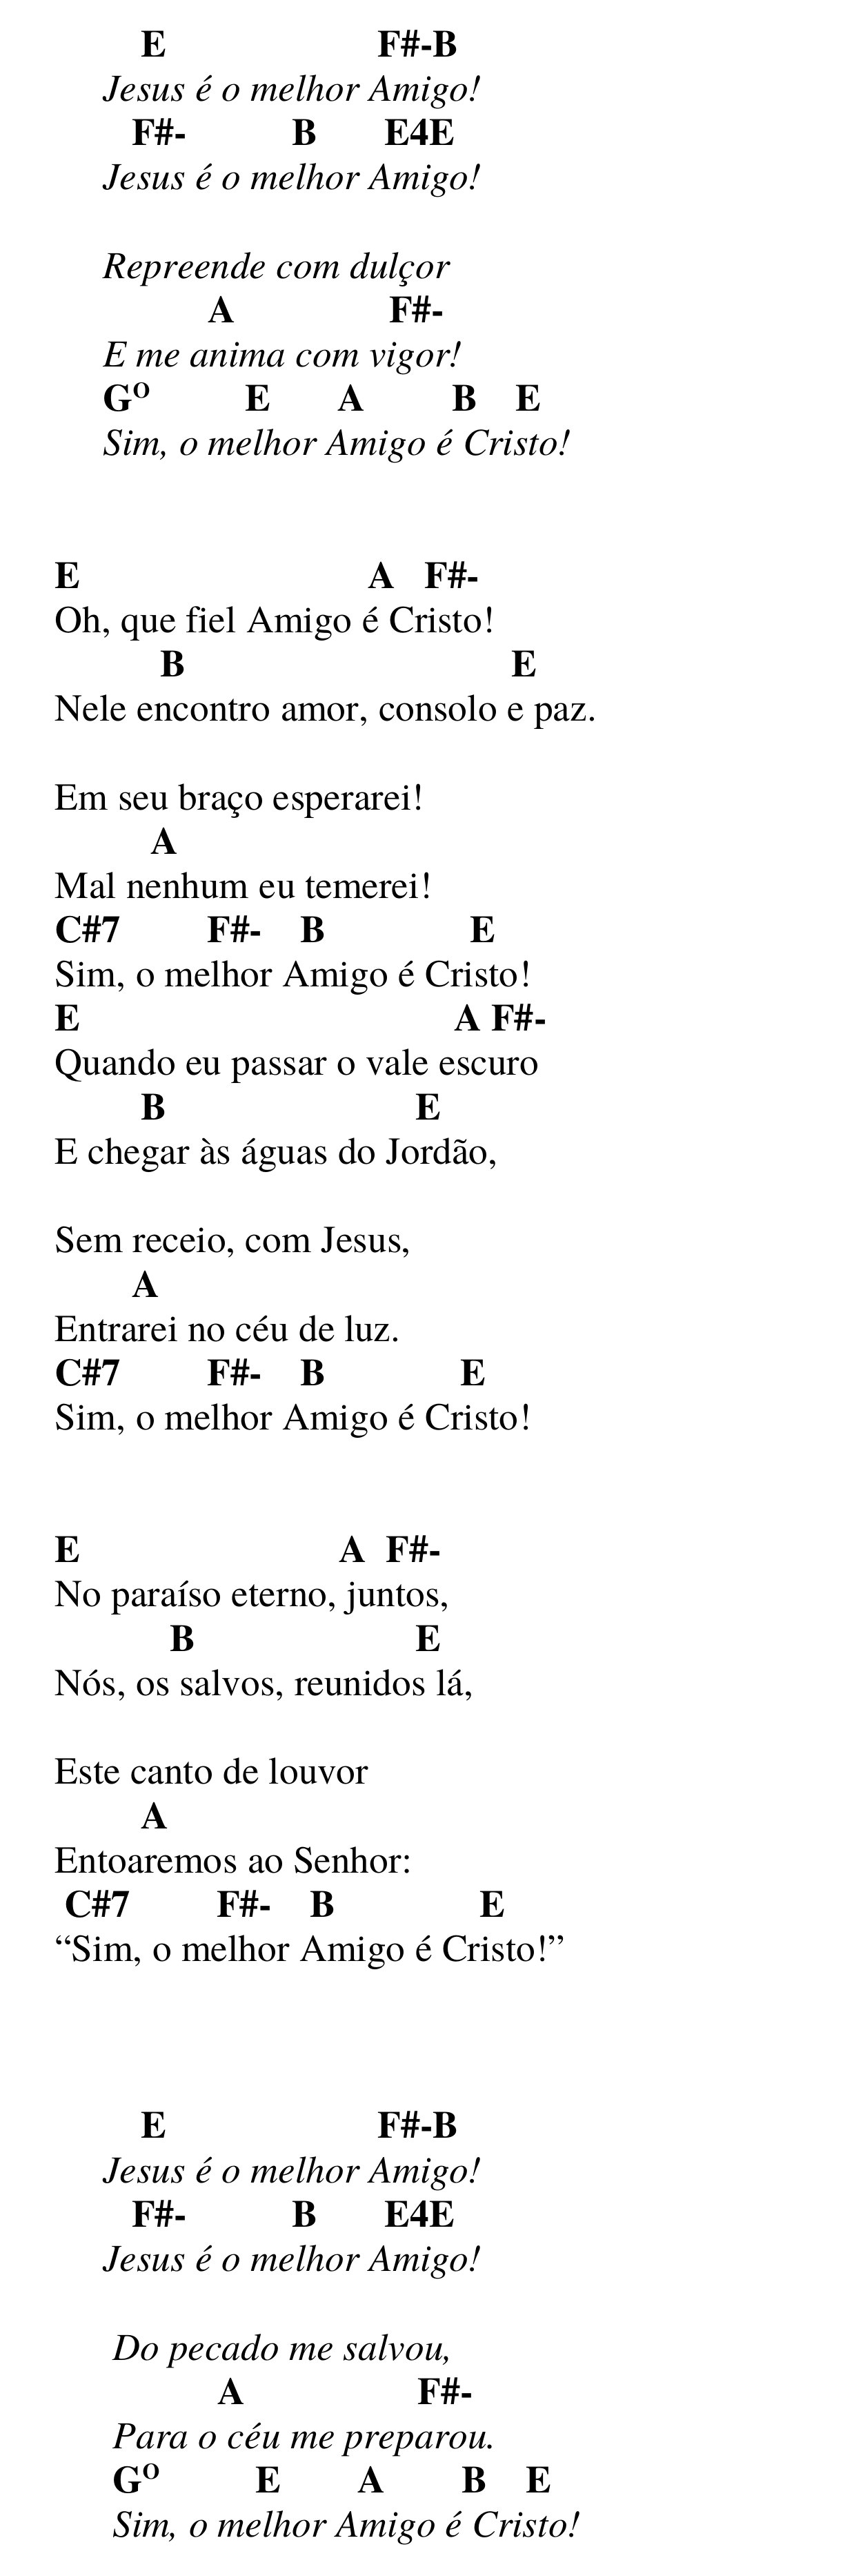 E F#-B
Jesus é o melhor Amigo!
F#- B E4E
Jesus é o melhor Amigo!
Repreende com dulçor
A F#-
E me anima com vigor!
Gº E A B E
Sim, o melhor Amigo é Cristo!
E A F#-
Oh, que fiel Amigo é Cristo!
B E
Nele encontro amor, consolo e paz.
Em seu braço esperarei!
A
Mal nenhum eu temerei!
C#7 F#- B E
Sim, o melhor Amigo é Cristo!
E A F#-
Quando eu passar o vale escuro
B E
E chegar às águas do Jordão,
Sem receio, com Jesus,
A
Entrarei no céu de luz.
C#7 F#- B E
Sim, o melhor Amigo é Cristo!
E A F#-
No paraíso eterno, juntos,
B E
Nós, os salvos, reunidos lá,
Este canto de louvor
A
Entoaremos ao Senhor:
C#7 F#- B E
“Sim, o melhor Amigo é Cristo!”
E F#-B
Jesus é o melhor Amigo!
F#- B E4E
Jesus é o melhor Amigo!
Do pecado me salvou,
A F#-
Para o céu me preparou.
Gº E A B E
Sim, o melhor Amigo é Cristo!